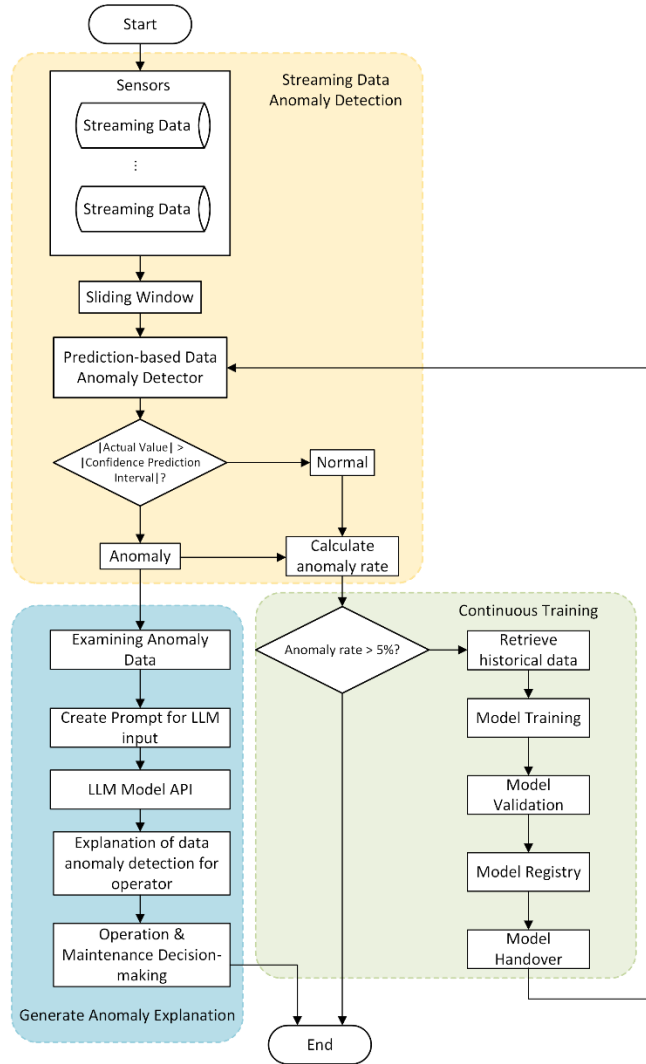 Start
Streaming Data
Anomaly Detection
Sensors
Streaming Data
...
Streaming Data
Sliding Window
Prediction-based Data
Anomaly Detector
|Actual Value| >
|Confidence Prediction
Interval|?
Normal
Anomaly
Calculate
anomaly rate
Continuous Training
Examining Anomaly
Data
Anomaly rate > 5%?
Retrieve
historical data
Create Prompt for LLM
input
Model Training
LLM Model API
Model
Validation
Explanation of data
anomaly detection for
operator
Model Registry
Operation &
Maintenance Decision-
making
Model
Handover
Generate Anomaly Explanation
End